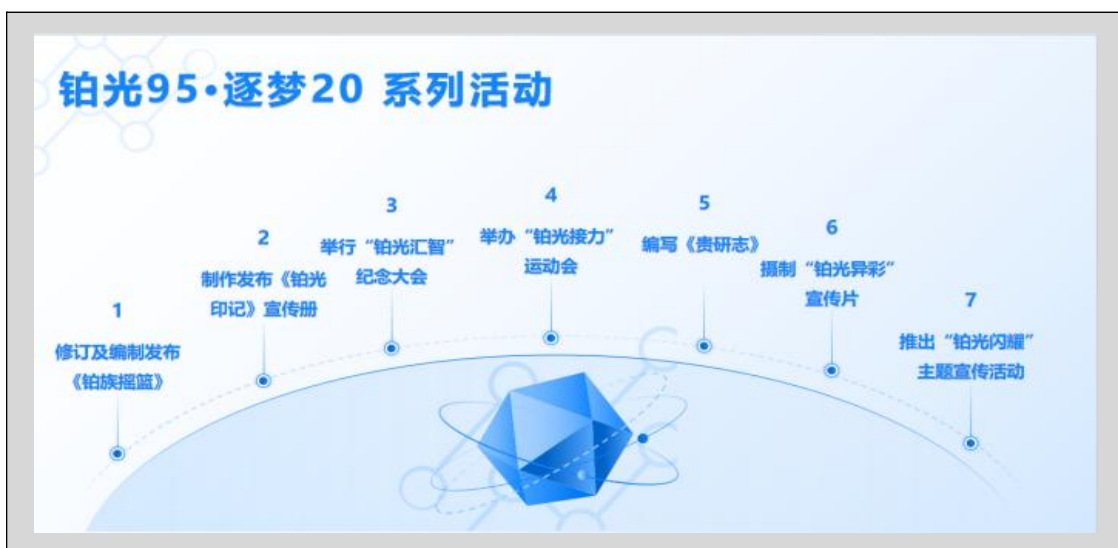 铂光95·逐梦20 系列活动
1
修订及编制发布
《铂族摇篮》
2
制作发布《铂光
印记》宣传册
3
举行“铂光汇智”
纪念大会
4
举办“铂光接力”
运动会
5
编写《贵研志》
6
摄制“铂光异彩”
宣传片
7
推出“铂光闪耀”
主题宣传活动